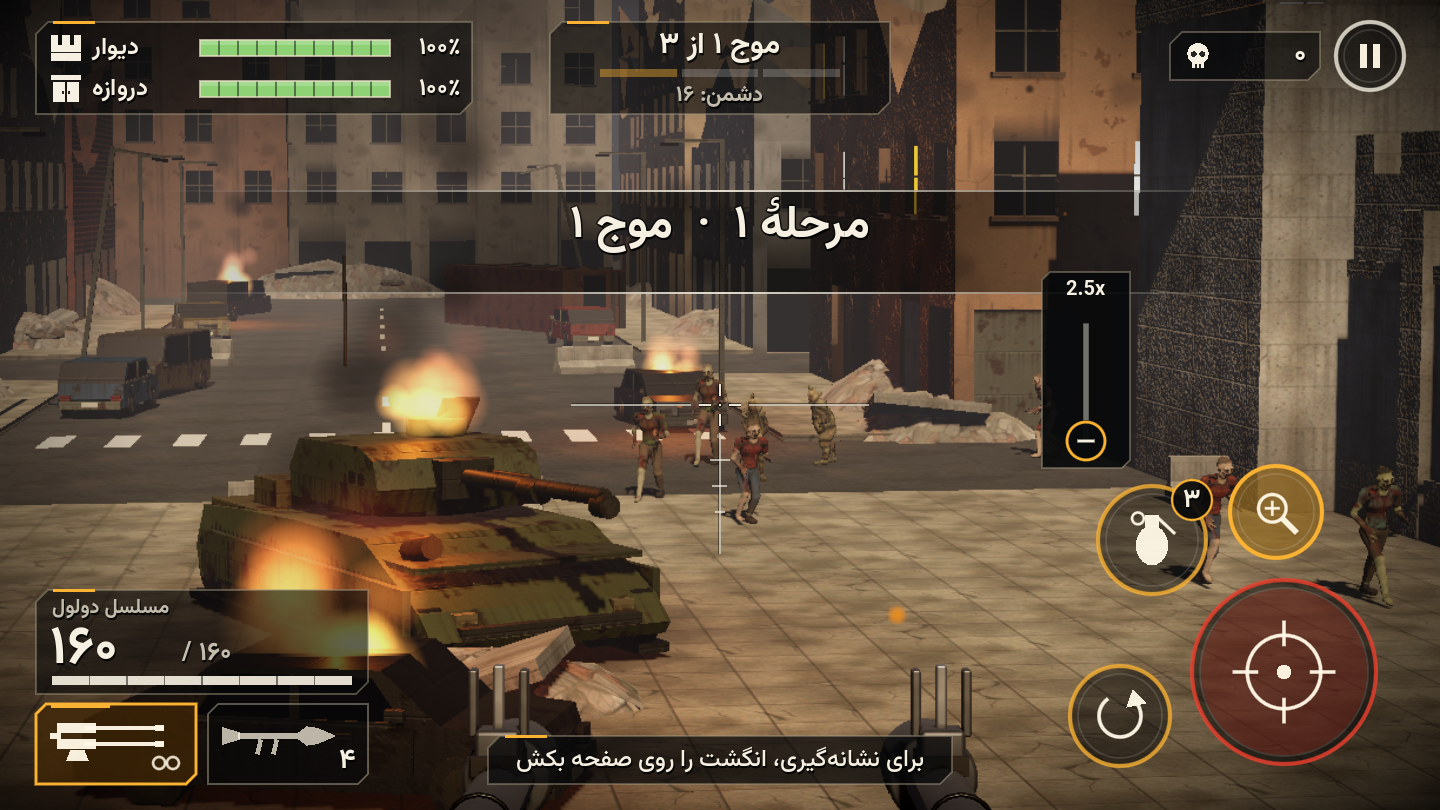 دیوار ۱۰۰٪
دروازه ۱۰۰٪
موج ۱ از ۳
دشمن: ۱۶
۰
مرحلهٔ ۱ · موج ۱
2.5x
۳
مسلسل دولول
۱۶۰ / ۱۶۰
∞
۴
برای نشانه‌گیری، انگشت را روی صفحه بکش